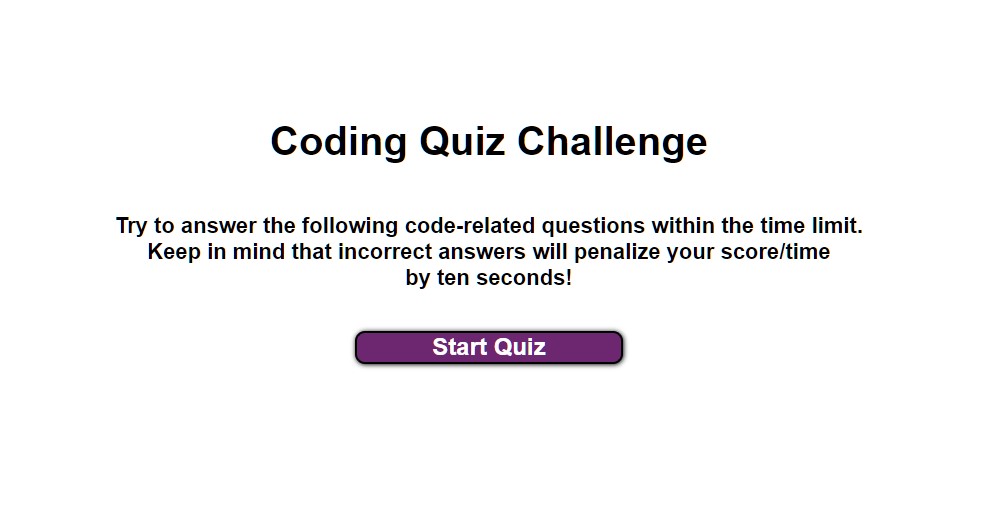 Coding Quiz Challenge
Try to answer the following code-related questions within the time limit.
Keep in mind that incorrect answers will penalize your score/time
by ten seconds!
Start Quiz